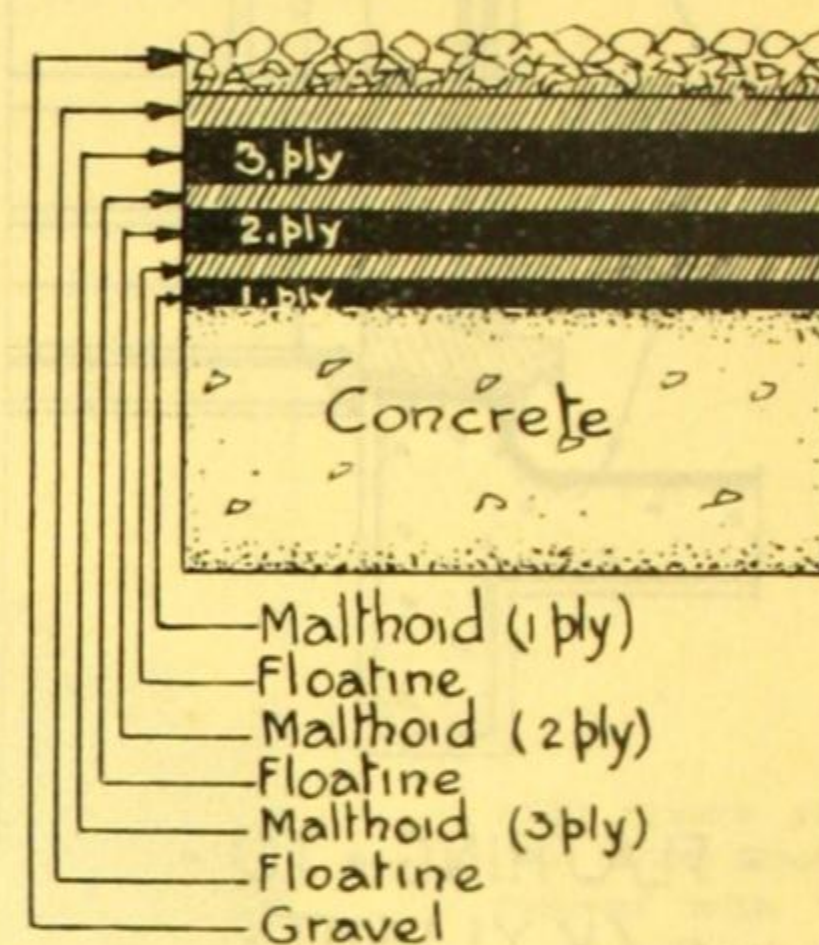 3.ply
2.ply
1.ply
Concrete
Malthoid (1 ply)
Floatine
Malthoid (2 ply)
Floatine
Malthoid (3 ply)
Floatine
Gravel